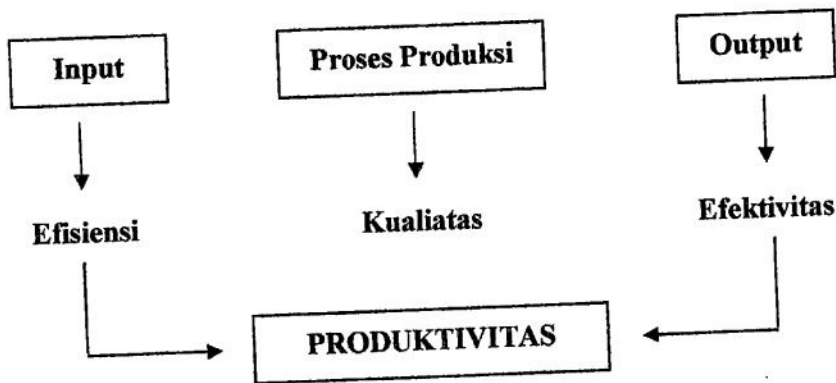 Input
Proses Produksi
Output
Efisiensi
Kualiatas
Efektivitas
PRODUKTIVITAS